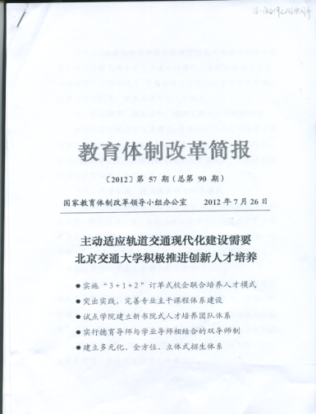 教育体制改革简报
〔2012〕第 57 期（总第 90 期）
国家教育体制改革领导小组办公室 2012 年 7 月 26 日
主动适应轨道交通现代化建设需要
北京交通大学积极推进创新人才培养
●实施“3+1+2”订单式校企联合培养人才模式
●突出实践，完善专业主干课程体系建设
●试点学院建立新书院式人才培养团队体系
●实行德育导师与学业导师相结合的双导师制
●建立多元化、全方位、立体式招生体系